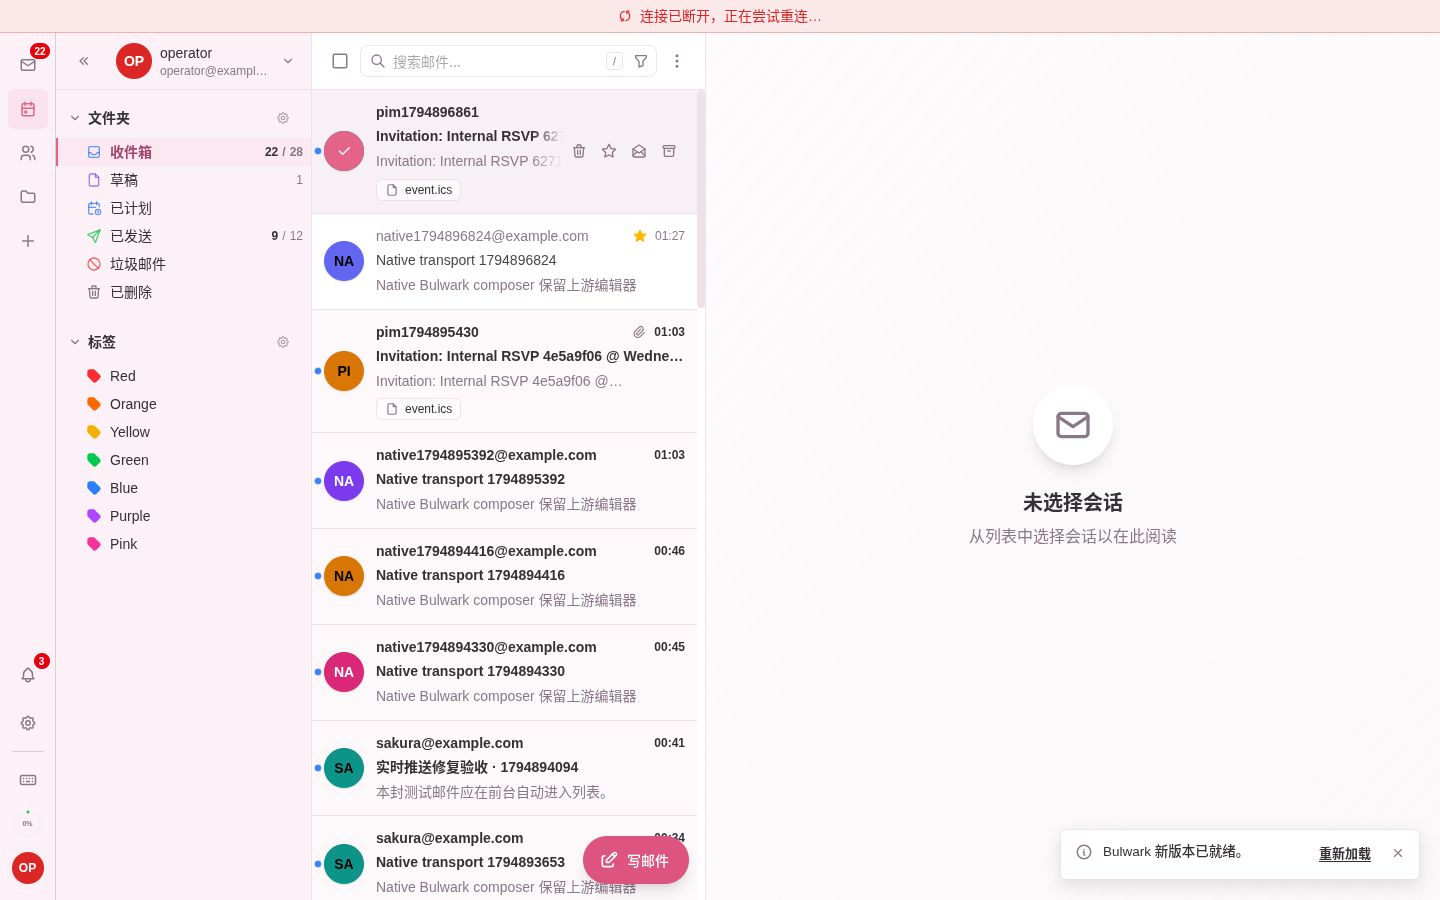 连接已断开，正在尝试重连…
22
OP
operator
operator@exampl…
搜索邮件...
/
文件夹
收件箱
22 / 28
草稿
1
已计划
已发送
9 / 12
垃圾邮件
已删除
标签
Red
Orange
Yellow
Green
Blue
Purple
Pink
3
0%
OP
pim1794896861
Invitation: Internal RSVP 627
Invitation: Internal RSVP 6271
event.ics
NA
native1794896824@example.com
01:27
Native transport 1794896824
Native Bulwark composer 保留上游编辑器
PI
pim1794895430
01:03
Invitation: Internal RSVP 4e5a9f06 @ Wedne…
Invitation: Internal RSVP 4e5a9f06 @…
event.ics
NA
native1794895392@example.com
01:03
Native transport 1794895392
Native Bulwark composer 保留上游编辑器
NA
native1794894416@example.com
00:46
Native transport 1794894416
Native Bulwark composer 保留上游编辑器
NA
native1794894330@example.com
00:45
Native transport 1794894330
Native Bulwark composer 保留上游编辑器
SA
sakura@example.com
00:41
实时推送修复验收 · 1794894094
本封测试邮件应在前台自动进入列表。
SA
sakura@example.com
Native transport 1794893653
Native Bulwark composer 保留上游编辑器
写邮件
未选择会话
从列表中选择会话以在此阅读
Bulwark 新版本已就绪。
重新加载